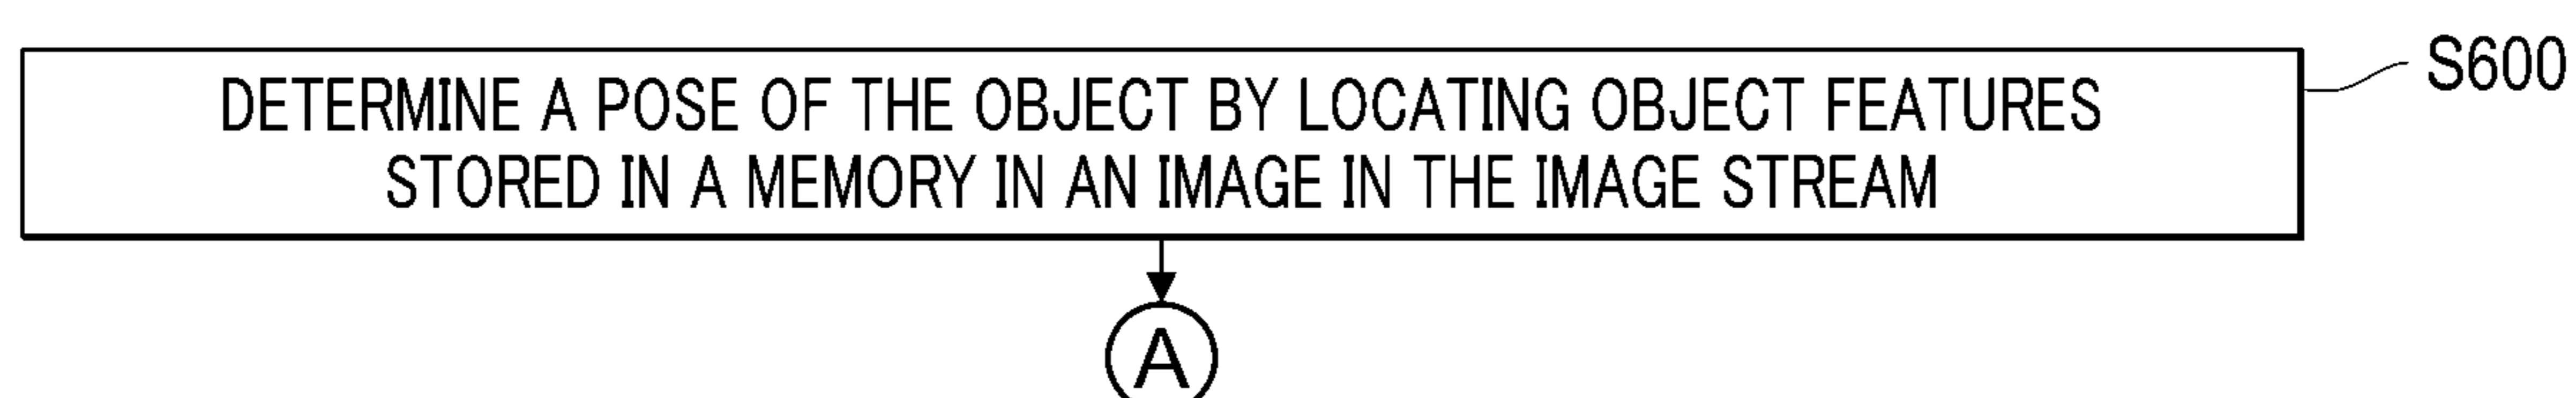 DETERMINE A POSE OF THE OBJECT BY LOCATING OBJECT FEATURES
STORED IN A MEMORY IN AN IMAGE IN THE IMAGE STREAM
S600
A